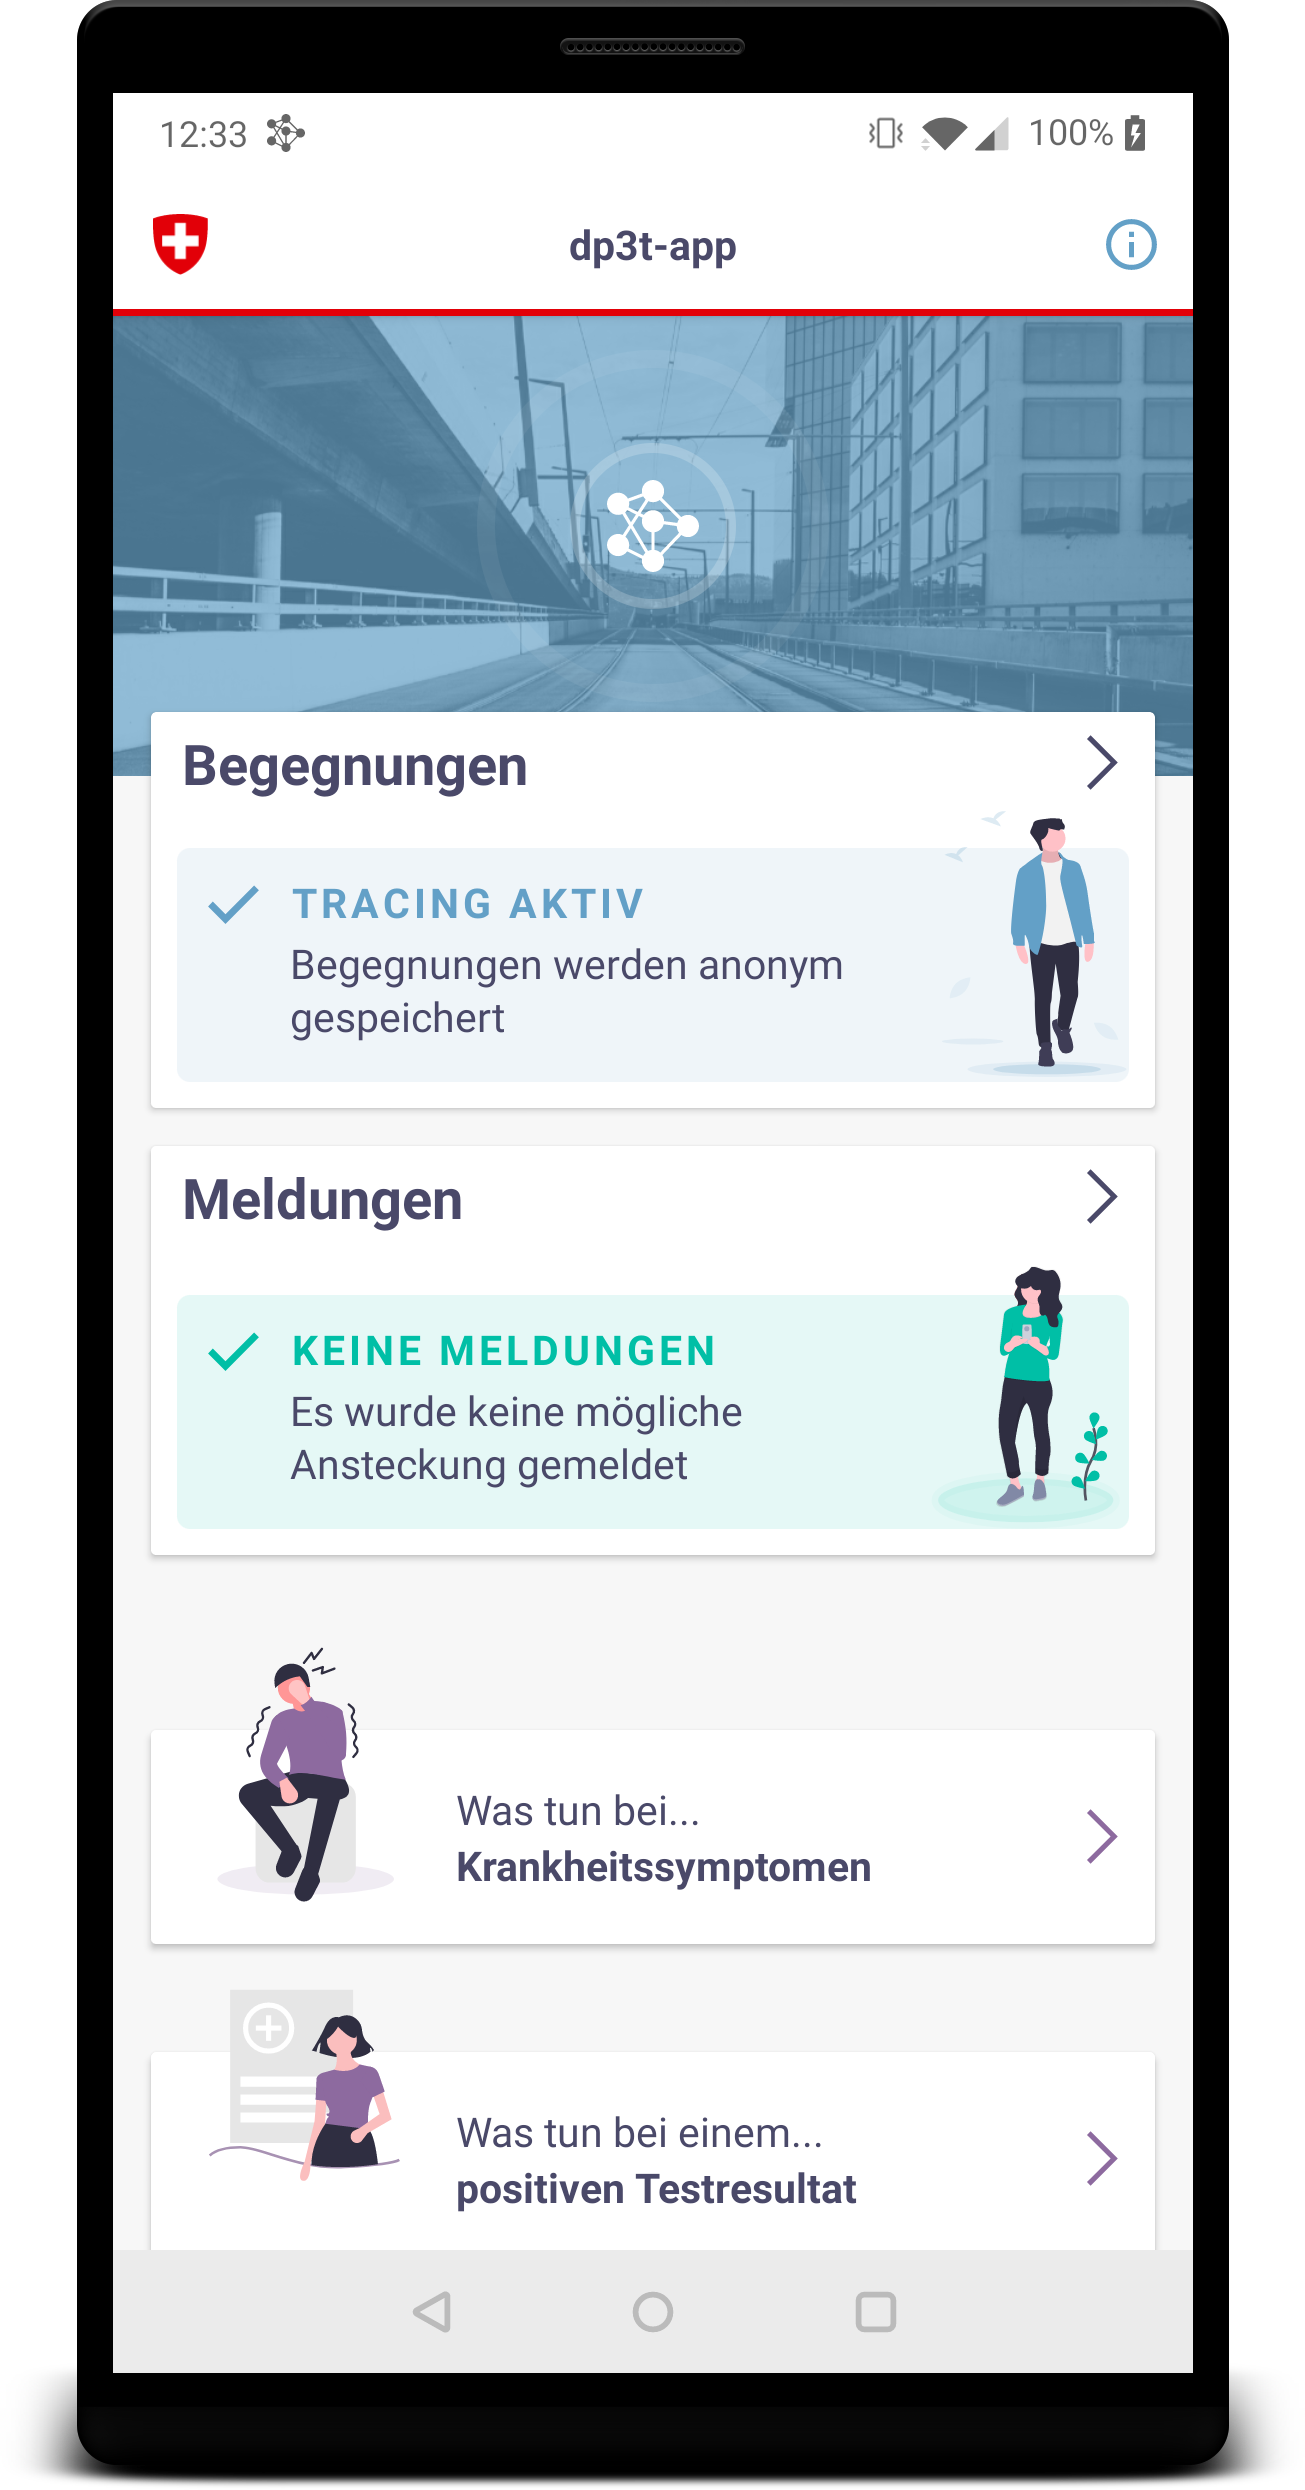 12:33
100%
dp3t-app
Begegnungen
TRACING AKTIV
Begegnungen werden anonym
gespeichert
Meldungen
KEINE MELDUNGEN
Es wurde keine mögliche
Ansteckung gemeldet
Was tun bei...
Krankheitssymptomen
Was tun bei einem...
positiven Testresultat